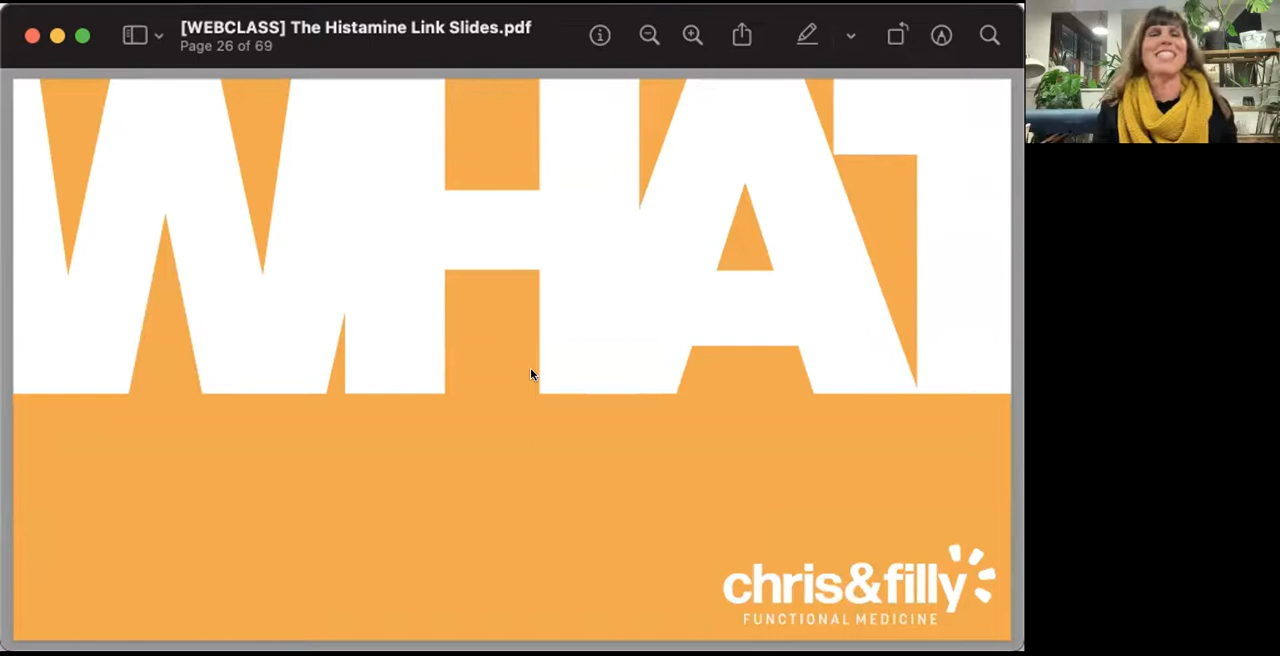 [WEBCLASS] The Histamine Link Slides.pdf
Page 26 of 69
WHAT
chris&filly
FUNCTIONAL MEDICINE